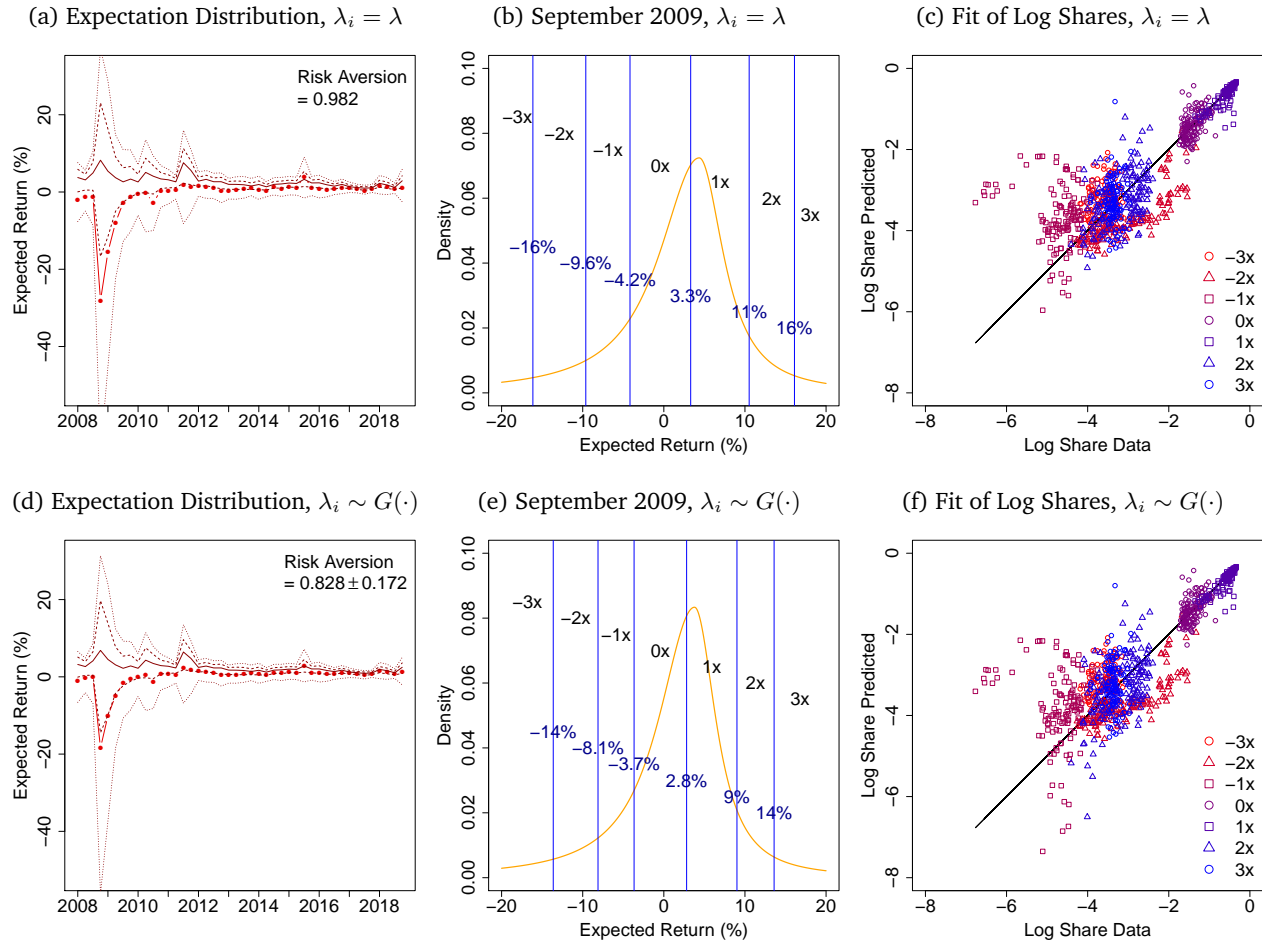 (a) Expectation Distribution, λᵢ = λ
Expected Return (%)
20
0
−20
−40
2008 2010 2012 2014 2016 2018
Risk Aversion
= 0.982
(b) September 2009, λᵢ = λ
Density
0.10
0.08
0.06
0.04
0.02
0.00
−3x
−2x
−1x
0x
1x
2x
3x
−16%
−9.6%
−4.2%
3.3%
11%
16%
−20 −10 0 10 20
Expected Return (%)
(c) Fit of Log Shares, λᵢ = λ
Log Share Predicted
0
−2
−4
−6
−8
−3x
−2x
−1x
0x
1x
2x
3x
−8 −6 −4 −2 0
Log Share Data
(d) Expectation Distribution, λᵢ ∼ G(·)
Expected Return (%)
20
0
−20
−40
2008 2010 2012 2014 2016 2018
Risk Aversion
= 0.828 ± 0.172
(e) September 2009, λᵢ ∼ G(·)
Density
0.10
0.08
0.06
0.04
0.02
0.00
−3x
−2x
−1x
0x
1x
2x
3x
−14%
−8.1%
−3.7%
2.8%
9%
14%
−20 −10 0 10 20
Expected Return (%)
(f) Fit of Log Shares, λᵢ ∼ G(·)
Log Share Predicted
0
−2
−4
−6
−8
−3x
−2x
−1x
0x
1x
2x
3x
−8 −6 −4 −2 0
Log Share Data